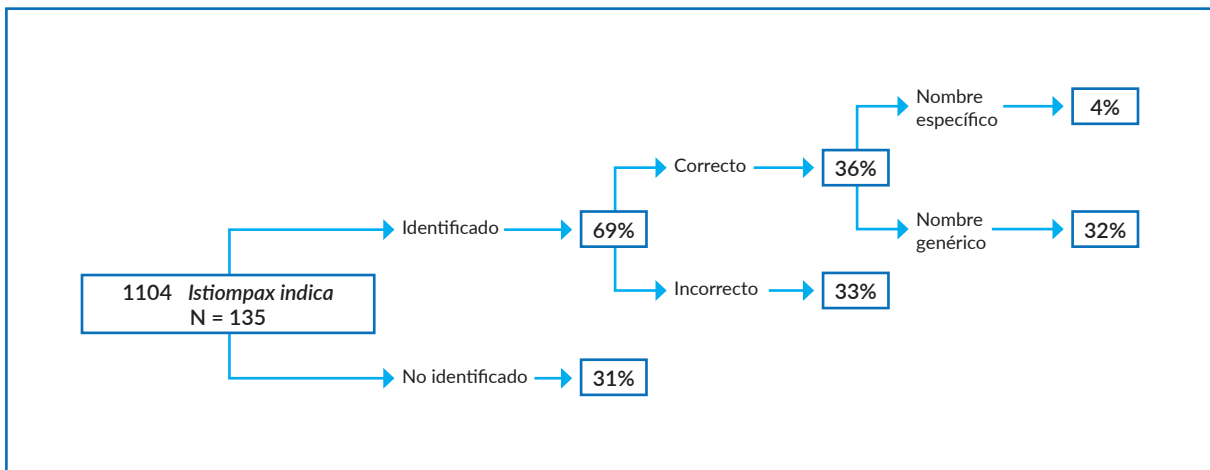 Nombre
específico
4%
Correcto
36%
Identificado
69%
Nombre
genérico
32%
1104 Istiompax indica
N = 135
Incorrecto
33%
No identificado
31%